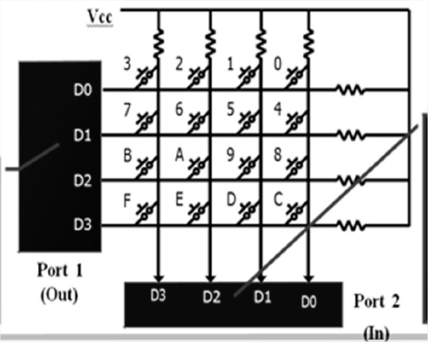 Vcc
3 2 1 0
D0
7 6 5 4
D1
B A 9 8
D2
F E D C
D3
Port 1
(Out)
D3 D2 D1 D0
Port 2
(In)